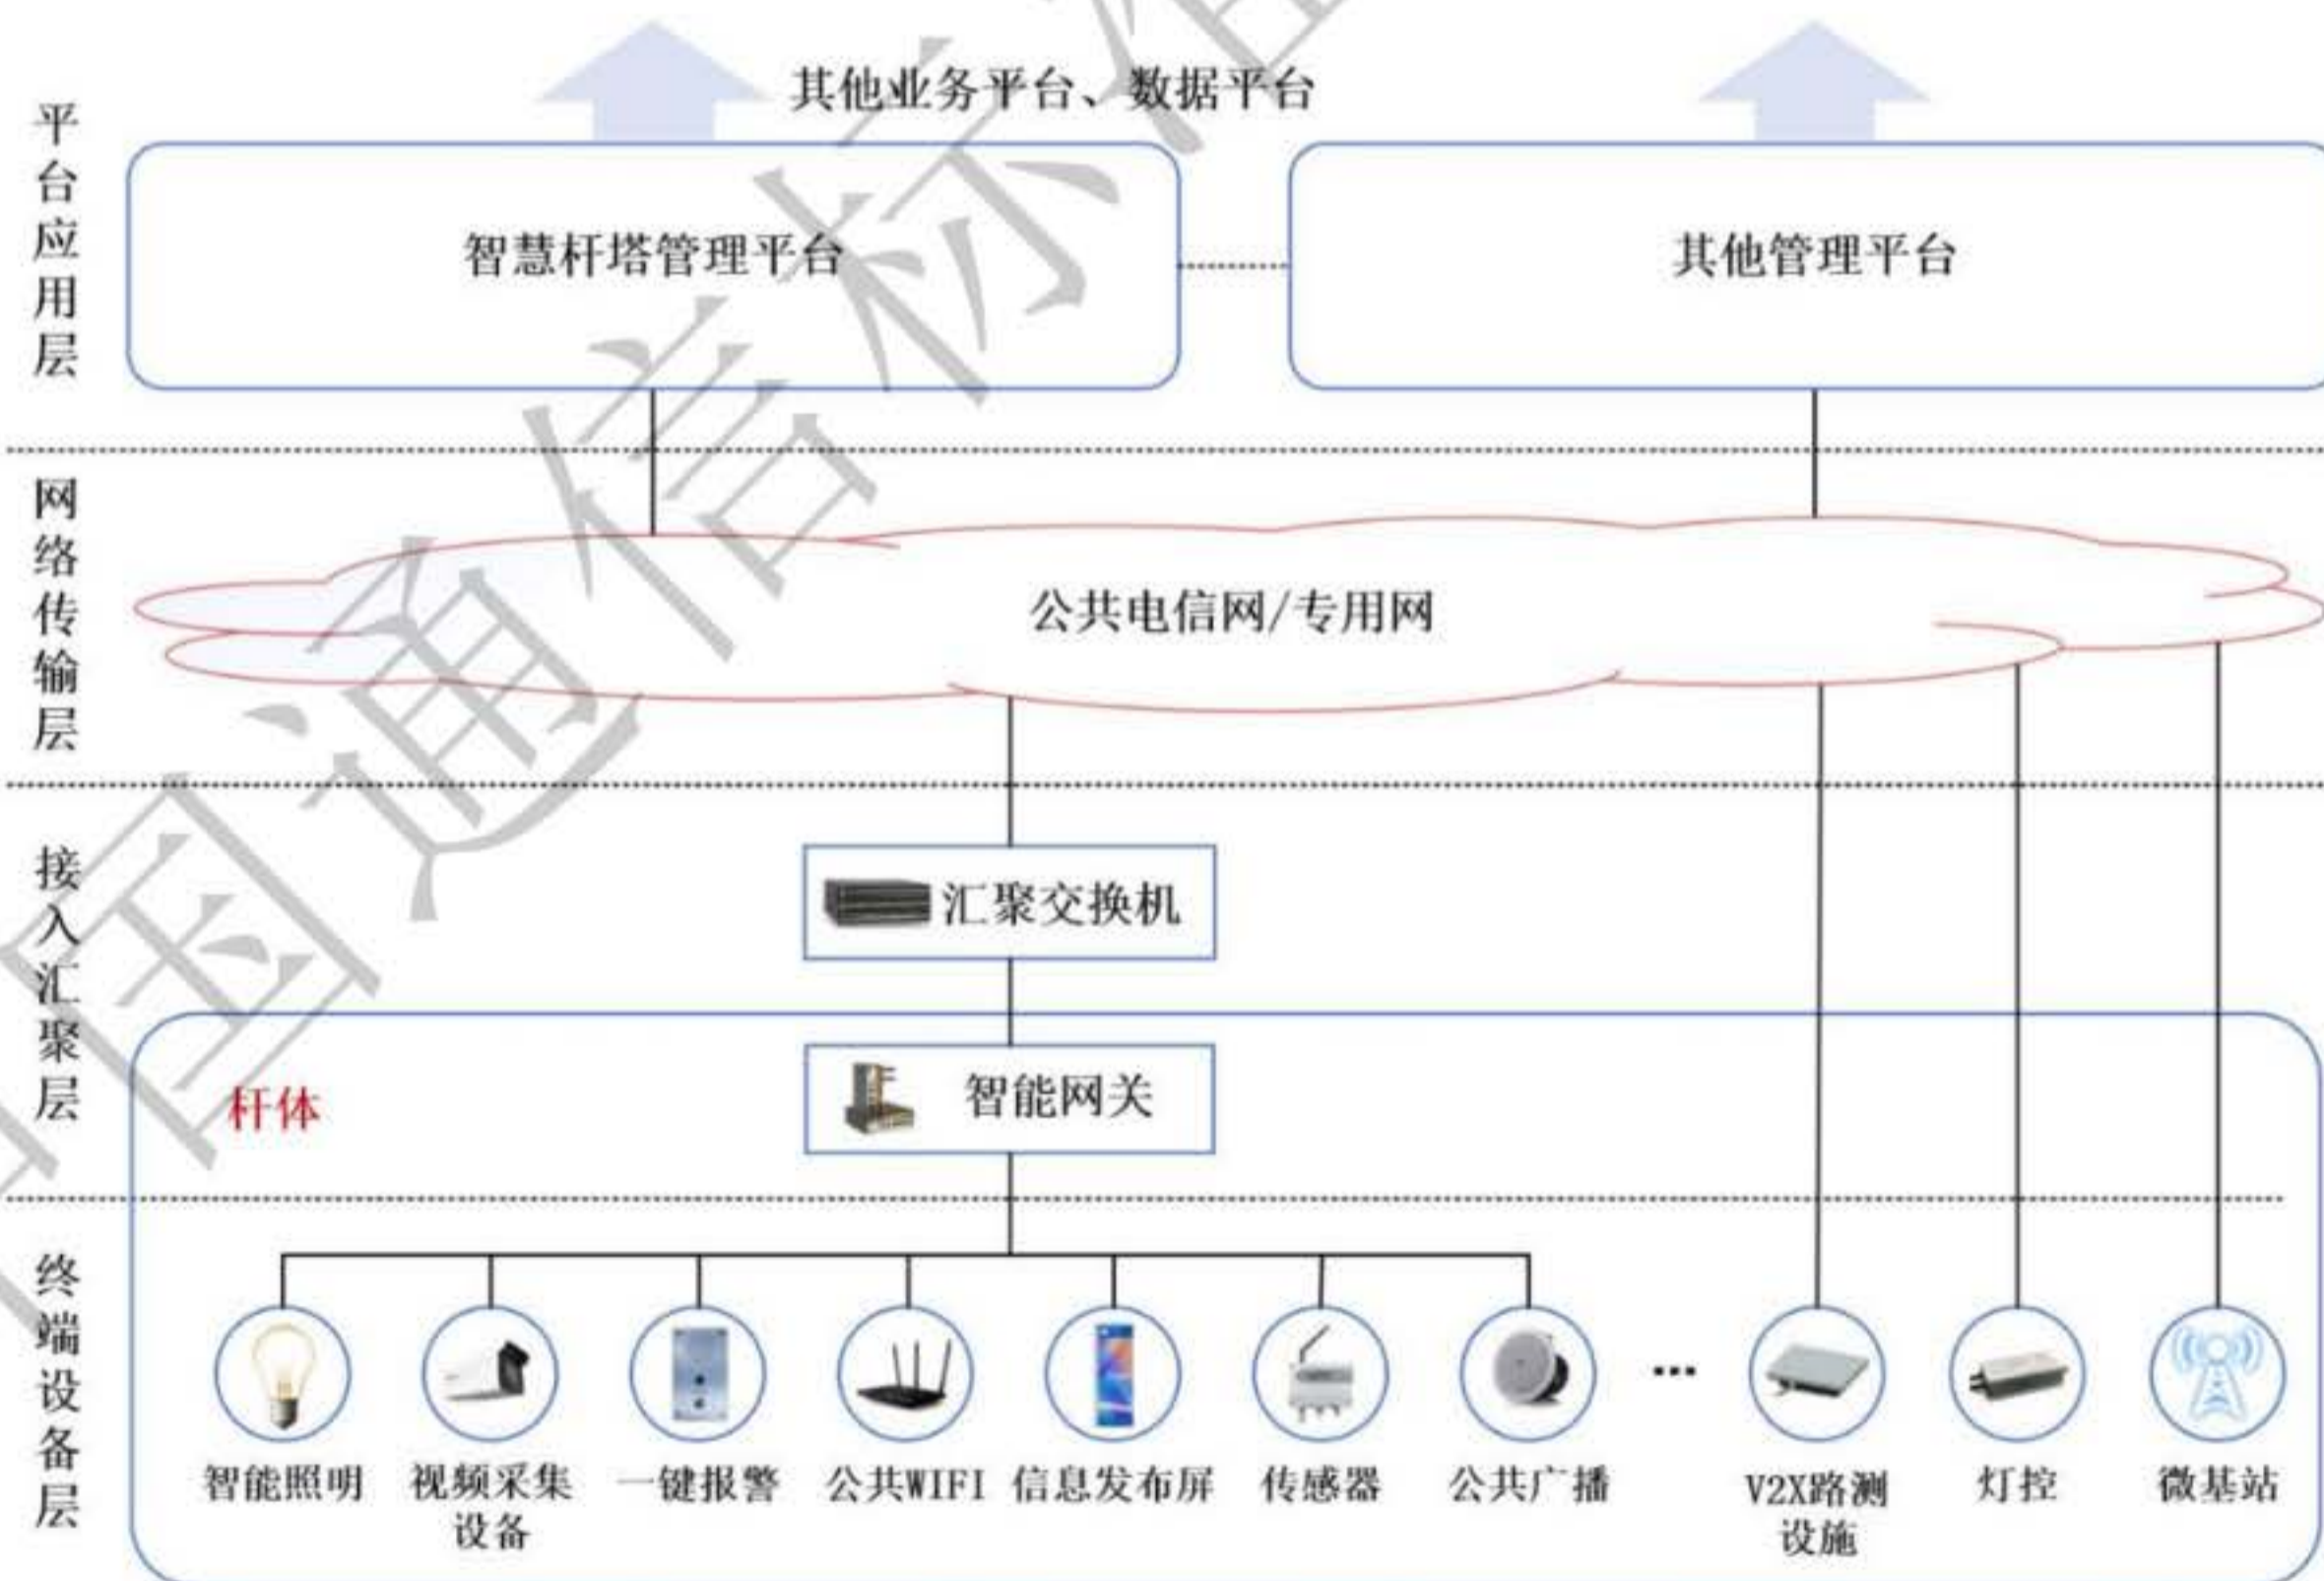 其他业务平台、数据平台
平台应用层
智慧杆塔管理平台
其他管理平台
网络传输层
公共电信网/专用网
接入汇聚层
汇聚交换机
智能网关
杆体
终端设备层
智能照明
视频采集
设备
一键报警
公共WIFI
信息发布屏
传感器
公共广播
...
V2X路测
设施
灯控
微基站
国通信标